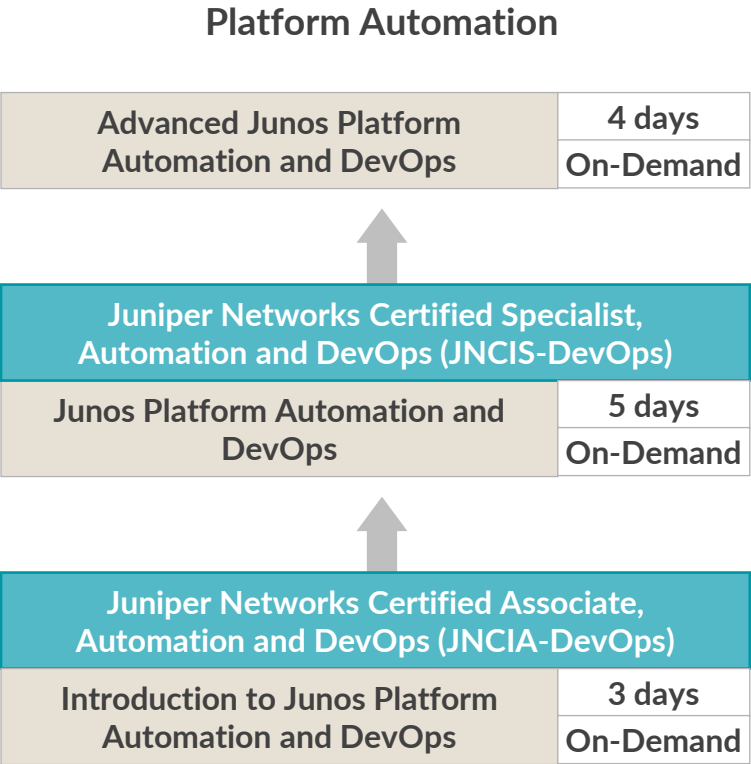 Platform Automation
Advanced Junos Platform
Automation and DevOps
4 days
On-Demand
Juniper Networks Certified Specialist,
Automation and DevOps (JNCIS-DevOps)
Junos Platform Automation and
DevOps
5 days
On-Demand
Juniper Networks Certified Associate,
Automation and DevOps (JNCIA-DevOps)
Introduction to Junos Platform
Automation and DevOps
3 days
On-Demand